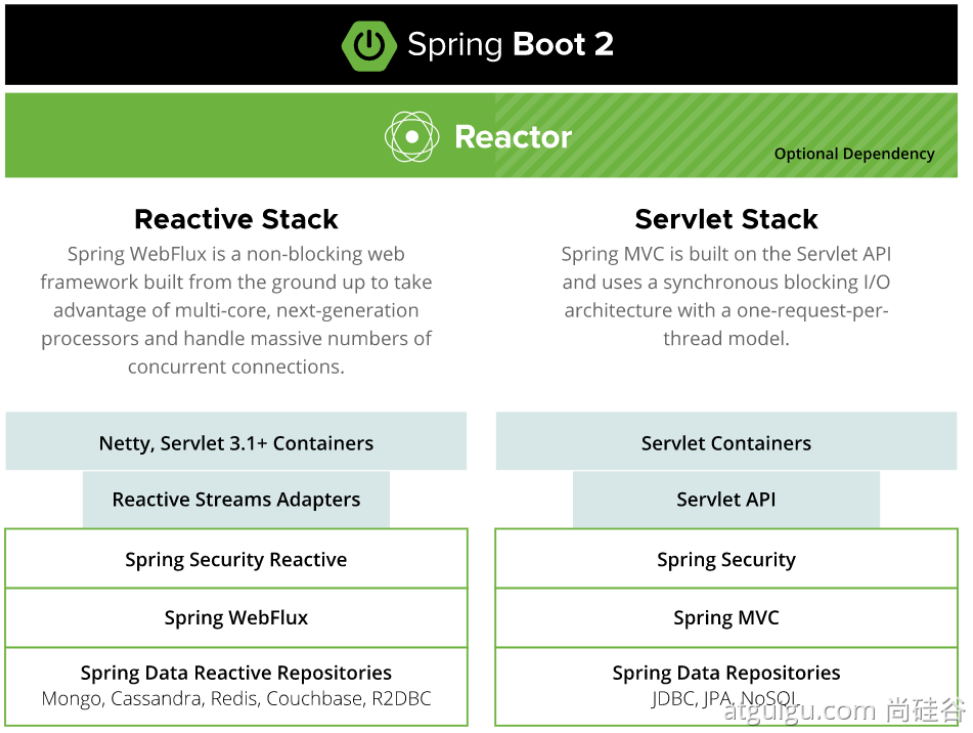 Spring Boot 2
Reactor
Optional Dependency
Reactive Stack
Spring WebFlux is a non-blocking web
framework built from the ground up to take
advantage of multi-core, next-generation
processors and handle massive numbers of
concurrent connections.
Servlet Stack
Spring MVC is built on the Servlet API
and uses a synchronous blocking I/O
architecture with a one-request-per-
thread model.
Netty, Servlet 3.1+ Containers
Reactive Streams Adapters
Spring Security Reactive
Spring WebFlux
Spring Data Reactive Repositories
Mongo, Cassandra, Redis, Couchbase, R2DBC
Servlet Containers
Servlet API
Spring Security
Spring MVC
Spring Data Repositories
JDBC, JPA, NoSQL
atguigu.com 尚硅谷